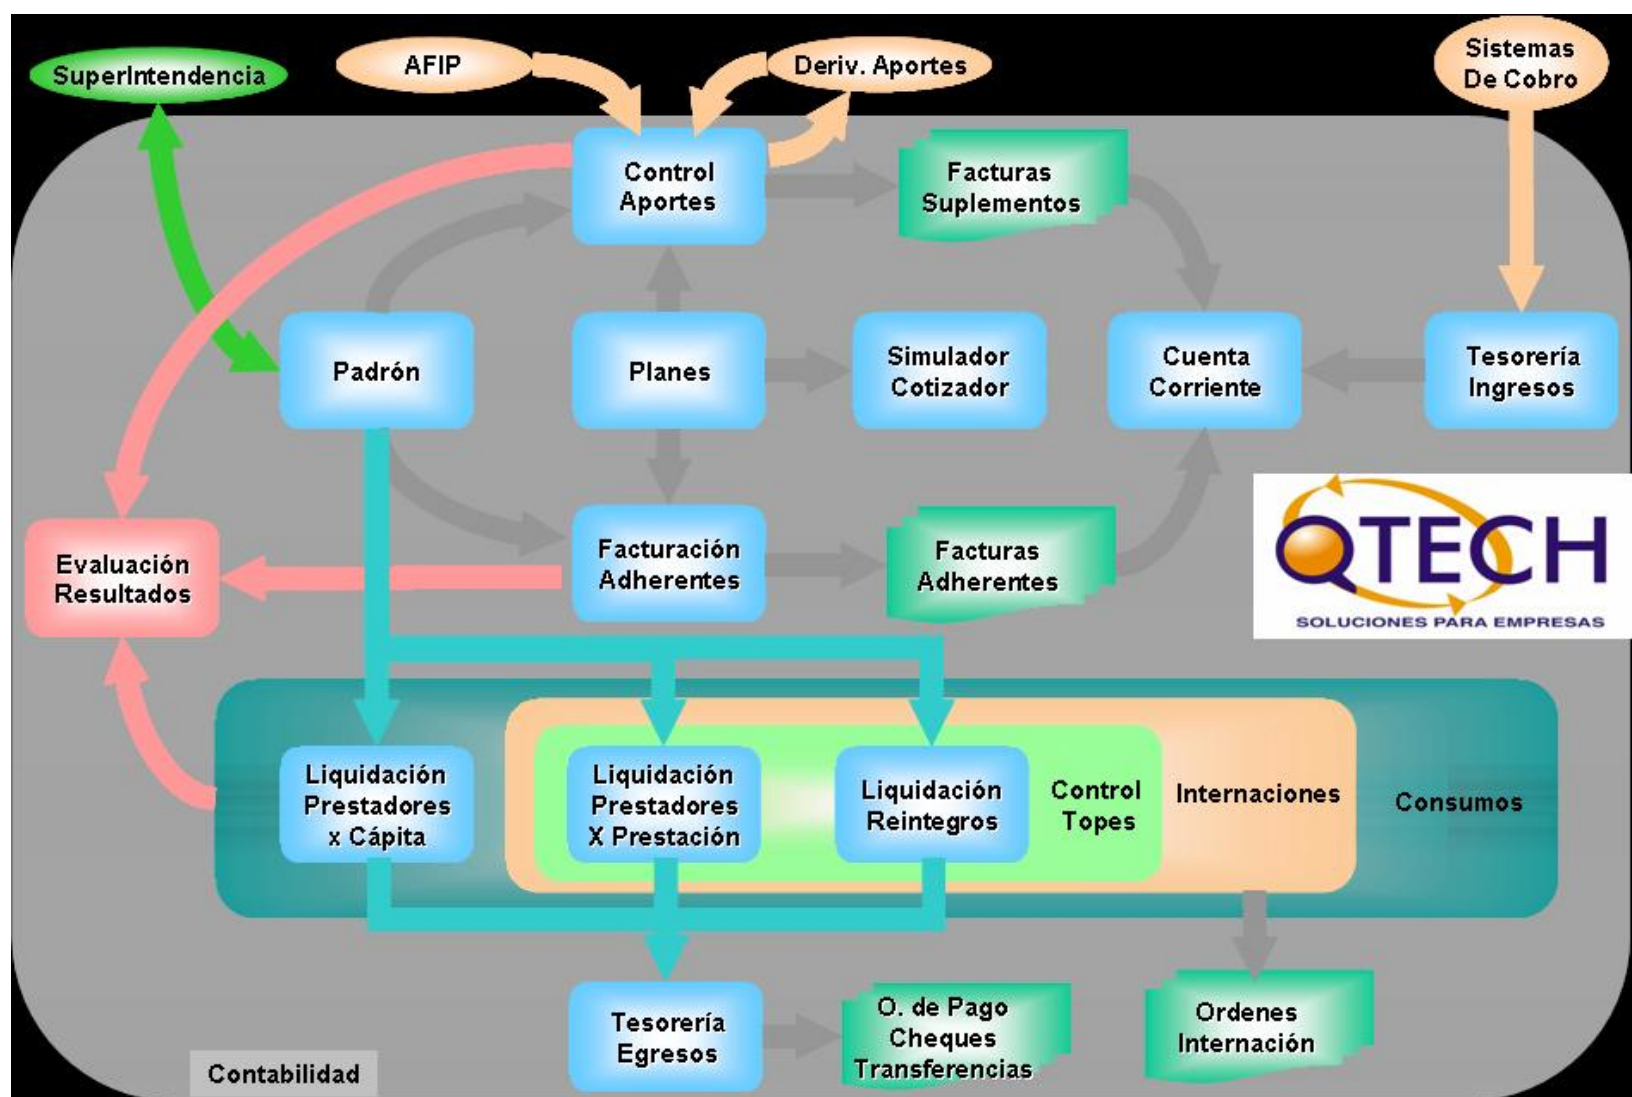 SuperIntendencia
AFIP
Deriv. Aportes
Sistemas
De Cobro
Control
Aportes
Facturas
Suplementos
Padrón
Planes
Simulador
Cotizador
Cuenta
Corriente
Tesorería
Ingresos
Evaluación
Resultados
Facturación
Adherentes
Facturas
Adherentes
QTECH
SOLUCIONES PARA EMPRESAS
Liquidación
Prestadores
x Cápita
Liquidación
Prestadores
X Prestación
Liquidación
Reintegros
Control
Topes
Internaciones
Consumos
Tesorería
Egresos
O. de Pago
Cheques
Transferencias
Ordenes
Internación
Contabilidad